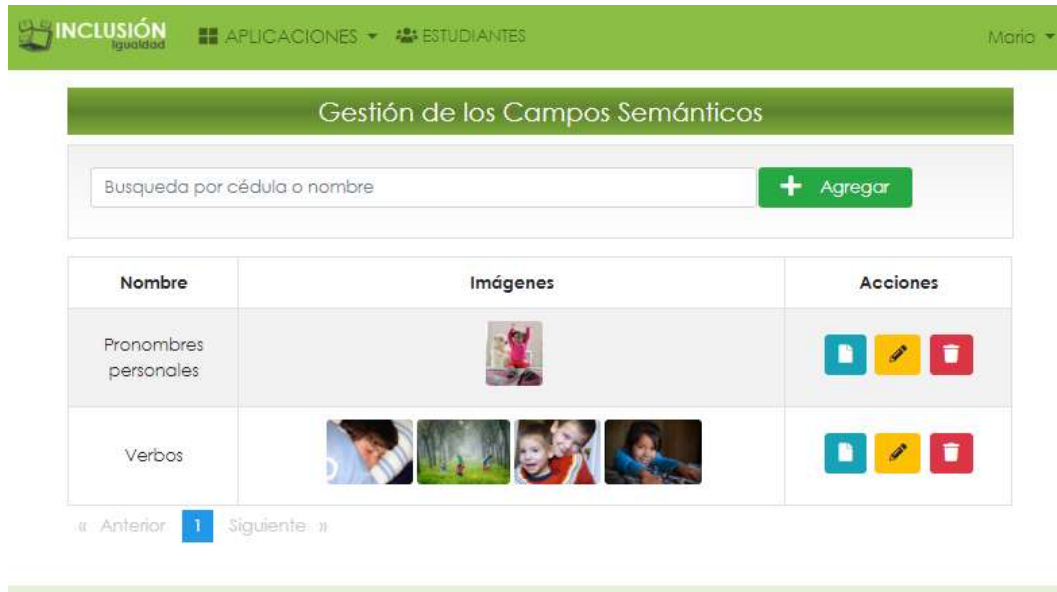 INCLUSIÓN
Igualdad
APLICACIONES
ESTUDIANTES
Mario
Gestión de los Campos Semánticos
Busqueda por cédula o nombre
+ Agregar
Nombre Imágenes Acciones
Pronombres
personales
Verbos
« Anterior 1 Siguiente »